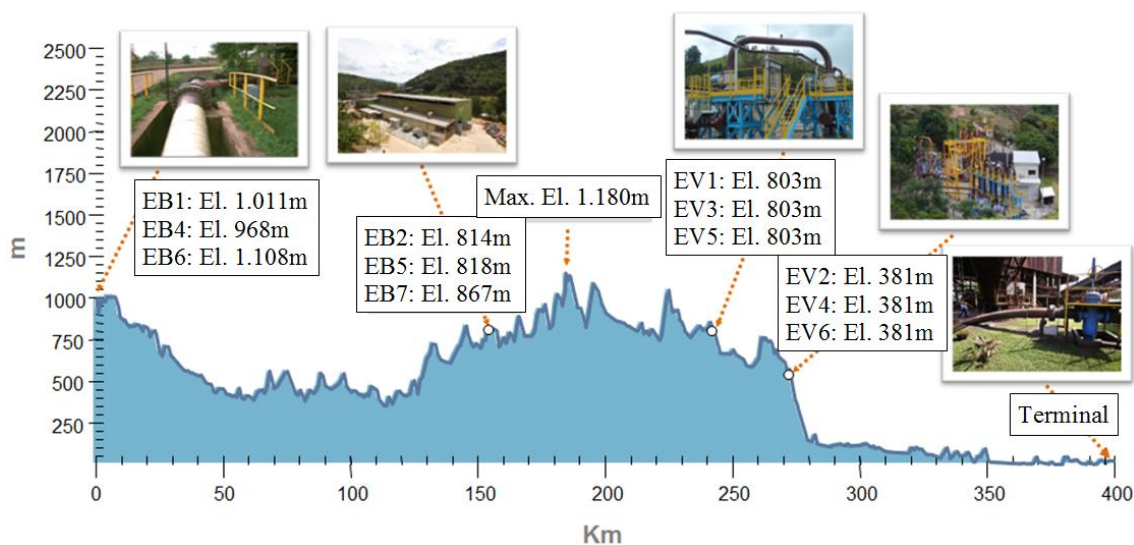 2500
2250
2000
1750
1500
1250
1000
750
500
250
m
EB1: El. 1.011m
EB4: El. 968m
EB6: El. 1.108m
EB2: El. 814m
EB5: El. 818m
EB7: El. 867m
Max. El. 1.180m
EV1: El. 803m
EV3: El. 803m
EV5: El. 803m
EV2: El. 381m
EV4: El. 381m
EV6: El. 381m
Terminal
0 50 100 150 200 250 300 350 400
Km